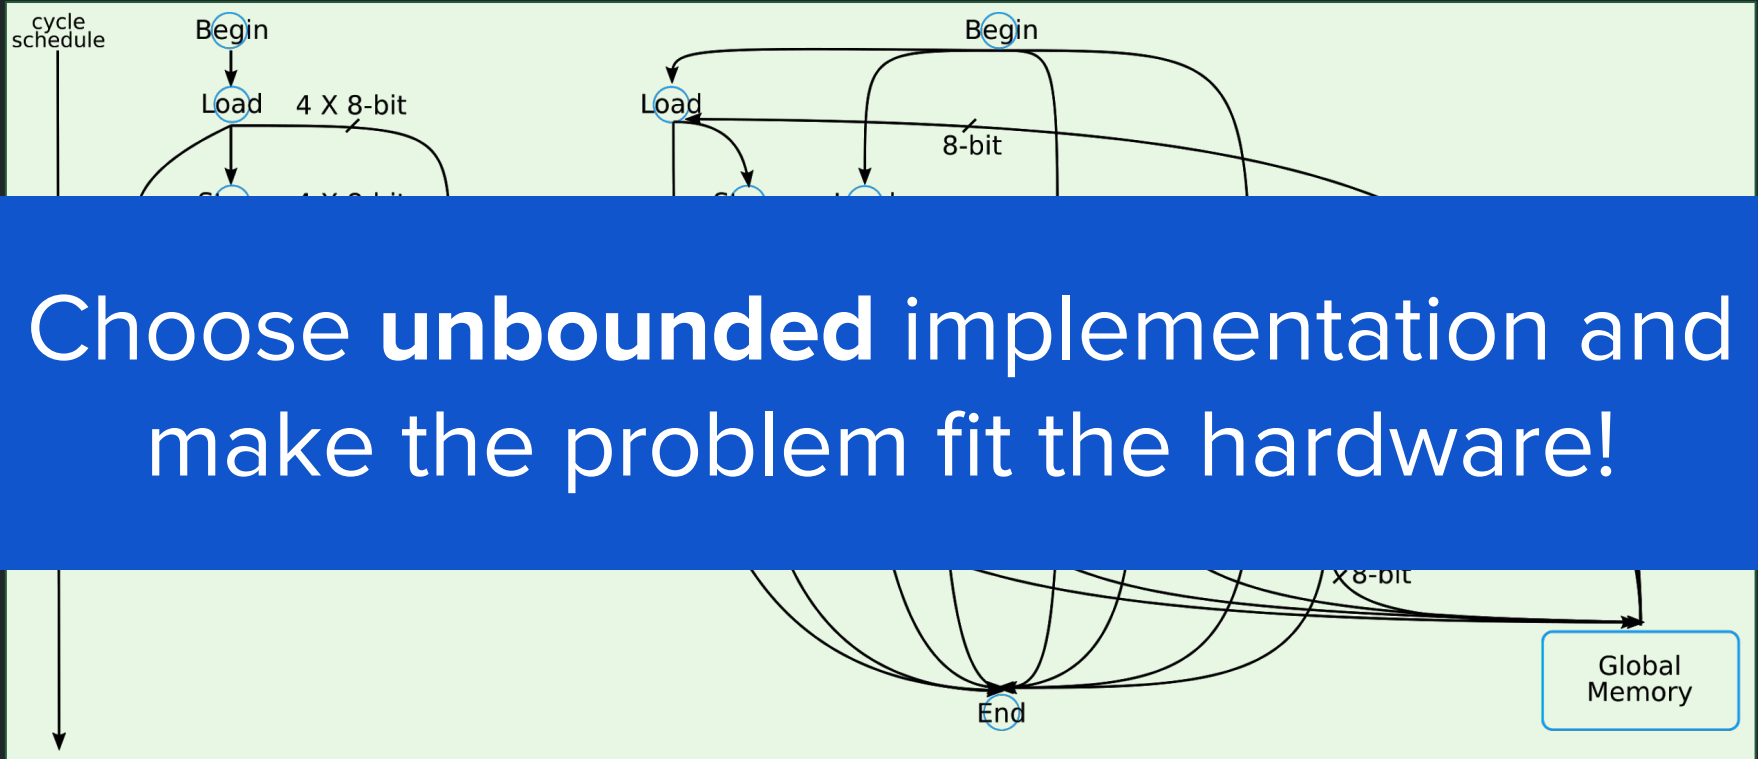 cycle
schedule
Begin
Begin
Load
4 X 8-bit
Load
8-bit
Choose unbounded implementation and
make the problem fit the hardware!
8-bit
Global
Memory
End